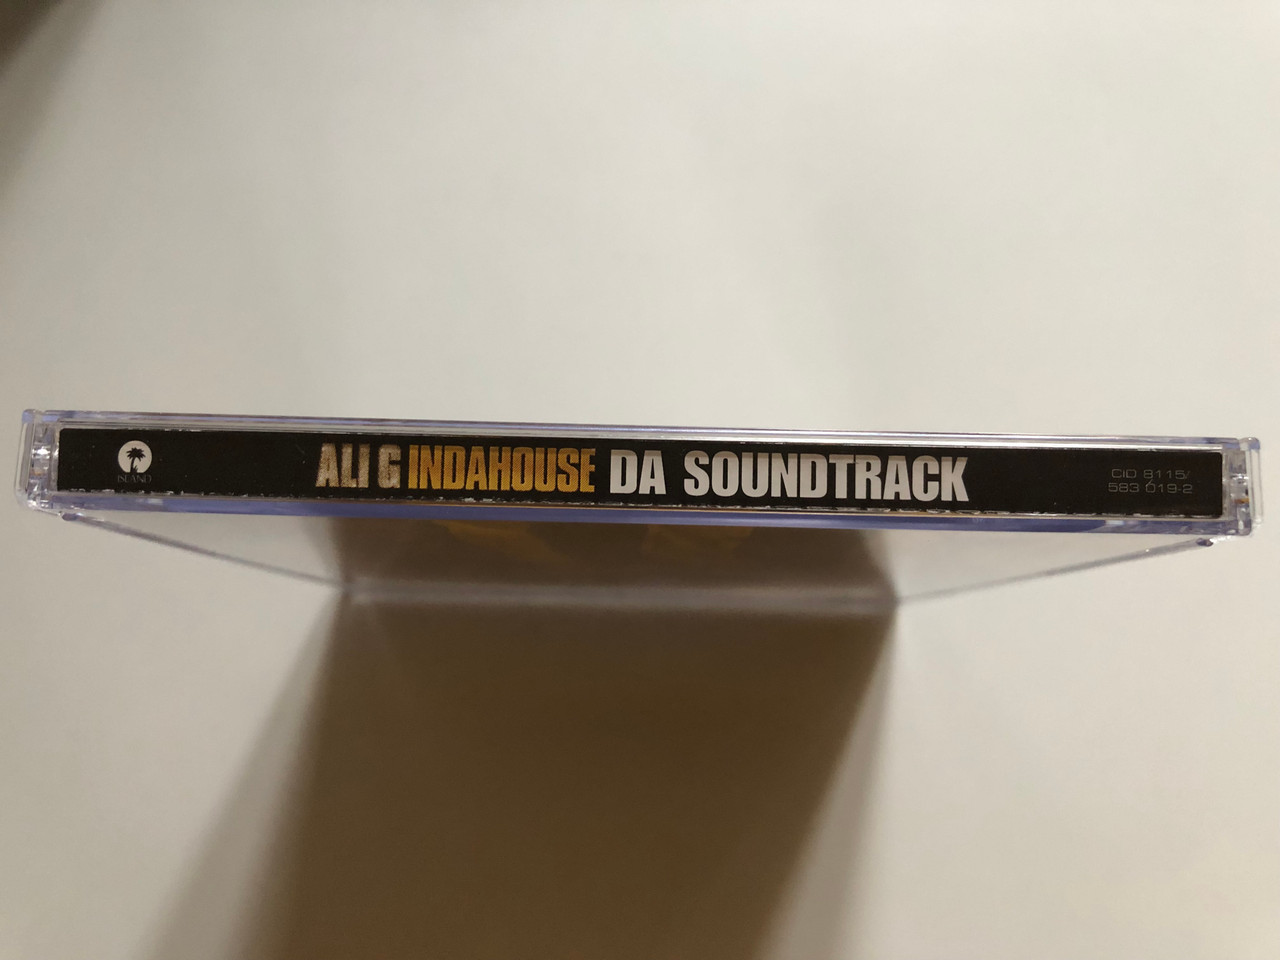 ISLAND
ALI G INDAHOUSE DA SOUNDTRACK
CID 8115/
583 019-2